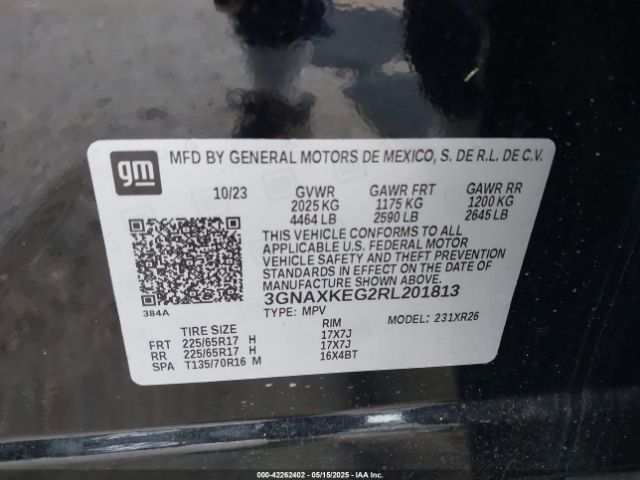 gm
MFD BY GENERAL MOTORS DE MEXICO, S. DE R.L. DE C.V.
10/23 GVWR GAWR FRT GAWR RR
2025 KG 1175 KG 1200 KG
4464 LB 2590 LB 2645 LB
THIS VEHICLE CONFORMS TO ALL
APPLICABLE U.S. FEDERAL MOTOR
VEHICLE SAFETY AND THEFT PREVENTION
STANDARDS IN EFFECT ON THE DATE OF
MANUFACTURE SHOWN ABOVE.
3GNAXKEG2RL201813
384A TYPE: MPV MODEL: 231XR26
TIRE SIZE RIM
FRT 225/65R17 H 17X7J
RR 225/65R17 H 17X7J
SPA T135/70R16 M 16X4BT
000-42262402 - 05/15/2025 - IAA Inc.